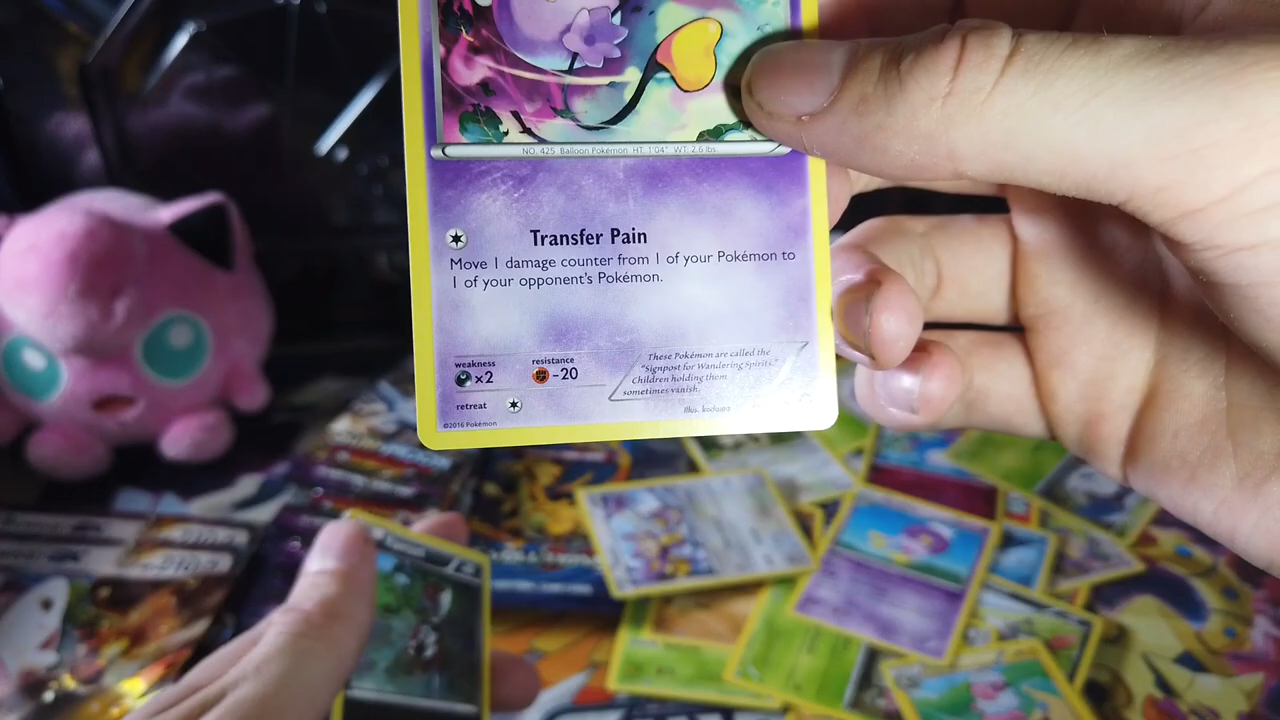 NO. 425 Balloon Pokémon HT: 1'04" WT: 2.6 lbs.
Transfer Pain
Move 1 damage counter from 1 of your Pokémon to
1 of your opponent's Pokémon.
weakness
×2
resistance
-20
These Pokémon are called the
"Signpost for Wandering Spirits."
Children holding them
sometimes vanish.
retreat
Illus. kodama
©2016 Pokémon